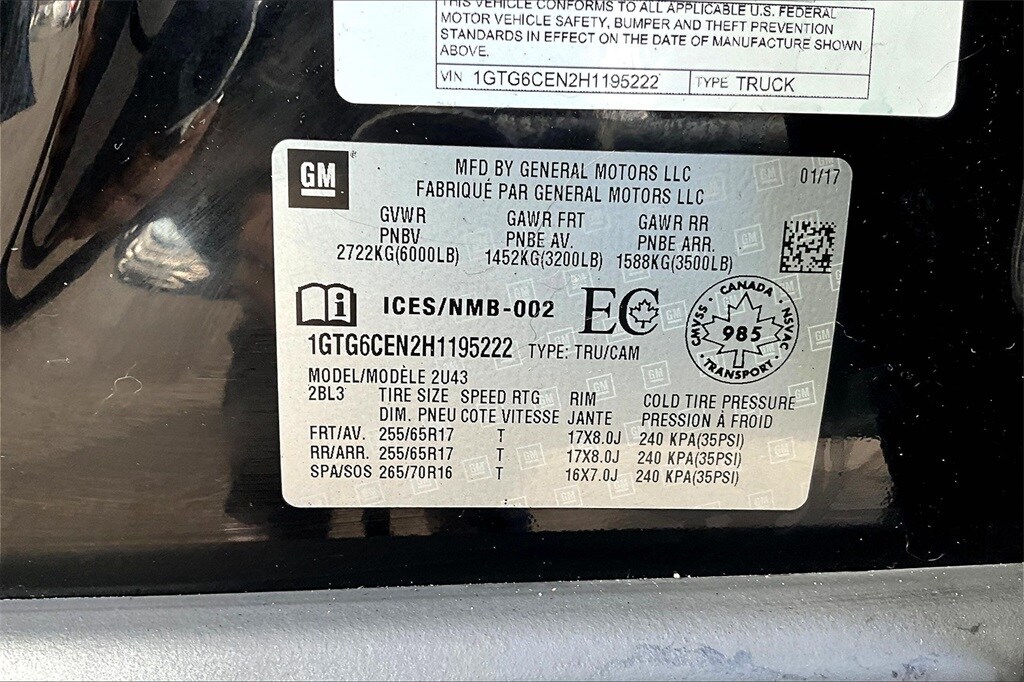 THIS VEHICLE CONFORMS TO ALL APPLICABLE U.S. FEDERAL
MOTOR VEHICLE SAFETY, BUMPER AND THEFT PREVENTION
STANDARDS IN EFFECT ON THE DATE OF MANUFACTURE SHOWN
ABOVE.
VIN 1GTG6CEN2H1195222 TYPE TRUCK
GM MFD BY GENERAL MOTORS LLC 01/17
FABRIQUÉ PAR GENERAL MOTORS LLC
GVWR GAWR FRT GAWR RR
PNBV PNBE AV. PNBE ARR.
2722KG(6000LB) 1452KG(3200LB) 1588KG(3500LB)
ICES/NMB-002 EC
CANADA
CMVSS 985 NSVAC
TRANSPORT
1GTG6CEN2H1195222 TYPE: TRU/CAM
MODEL/MODÈLE 2U43
2BL3 TIRE SIZE SPEED RTG RIM COLD TIRE PRESSURE
DIM. PNEU COTE VITESSE JANTE PRESSION À FROID
FRT/AV. 255/65R17 T 17X8.0J 240 KPA(35PSI)
RR/ARR. 255/65R17 T 17X8.0J 240 KPA(35PSI)
SPA/SOS 265/70R16 T 16X7.0J 240 KPA(35PSI)